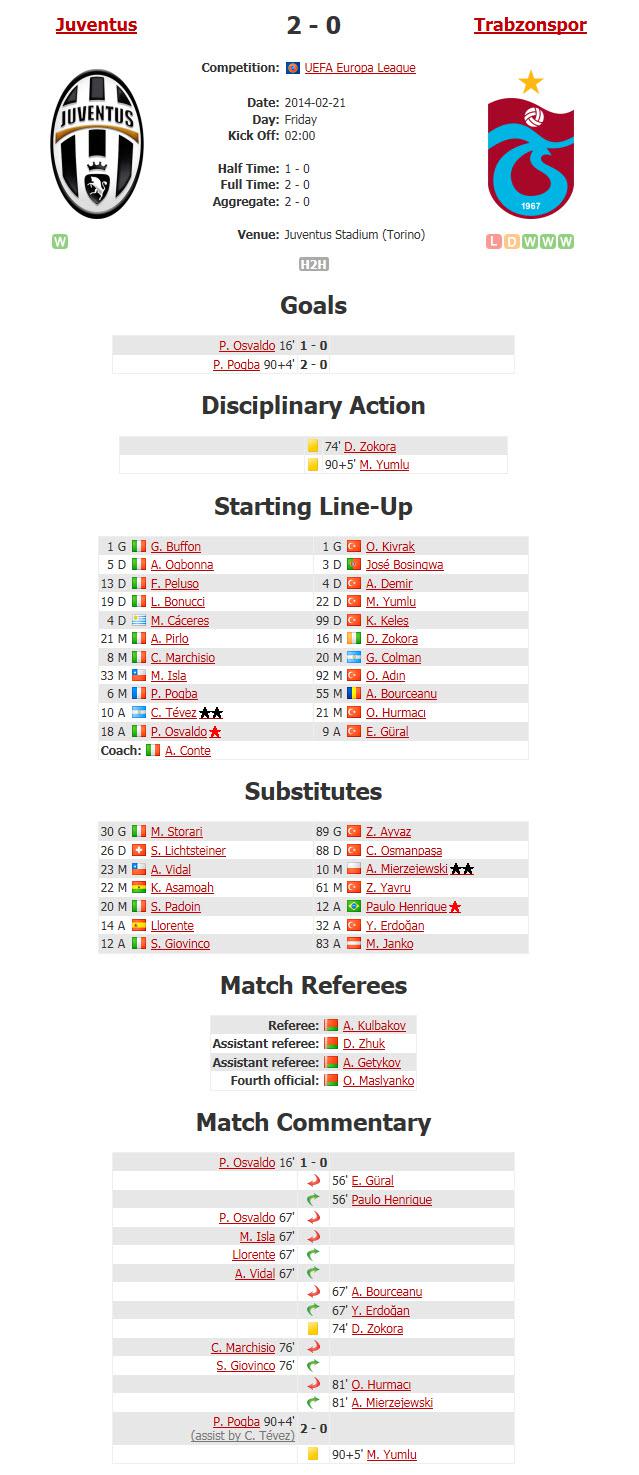 Juventus 2 - 0 Trabzonspor
Competition: UEFA Europa League
JUVENTUS
Date: 2014-02-21
Day: Friday
Kick Off: 02:00
Half Time: 1 - 0
Full Time: 2 - 0
Aggregate: 2 - 0
1967
Venue: Juventus Stadium (Torino)
W L D W W W
H2H
Goals
P. Osvaldo 16' 1 - 0
P. Pogba 90+4' 2 - 0
Disciplinary Action
74' D. Zokora
90+5' M. Yumlu
Starting Line-Up
1 G G. Buffon 1 G O. Kivrak
5 D A. Ogbonna 3 D José Bosingwa
13 D F. Peluso 4 D A. Demir
19 D L. Bonucci 22 D M. Yumlu
4 D M. Cáceres 99 D K. Keleş
21 M A. Pirlo 16 M D. Zokora
8 M C. Marchisio 20 M G. Colman
33 M M. Isla 92 M O. Adın
6 M P. Pogba 55 M A. Bourceanu
10 A C. Tévez 21 M O. Hurmacı
18 A P. Osvaldo 9 A E. Güral
Coach: A. Conte
Substitutes
30 G M. Storari 89 G Z. Ayvaz
26 D S. Lichtsteiner 88 D C. Osmanpaşa
23 M A. Vidal 10 M A. Mierzejewski
22 M K. Asamoah 61 M Z. Yavru
20 M S. Padoin 12 A Paulo Henrique
14 A Llorente 32 A Y. Erdoğan
12 A S. Giovinco 83 A M. Janko
Match Referees
Referee: A. Kulbakov
Assistant referee: D. Zhuk
Assistant referee: A. Getykov
Fourth official: O. Maslyanko
Match Commentary
P. Osvaldo 16' 1 - 0
56' E. Güral
56' Paulo Henrique
P. Osvaldo 67'
M. Isla 67'
Llorente 67'
A. Vidal 67'
67' A. Bourceanu
67' Y. Erdoğan
74' D. Zokora
C. Marchisio 76'
S. Giovinco 76'
81' O. Hurmacı
81' A. Mierzejewski
P. Pogba 90+4' 2 - 0
(assist by C. Tévez)
90+5' M. Yumlu